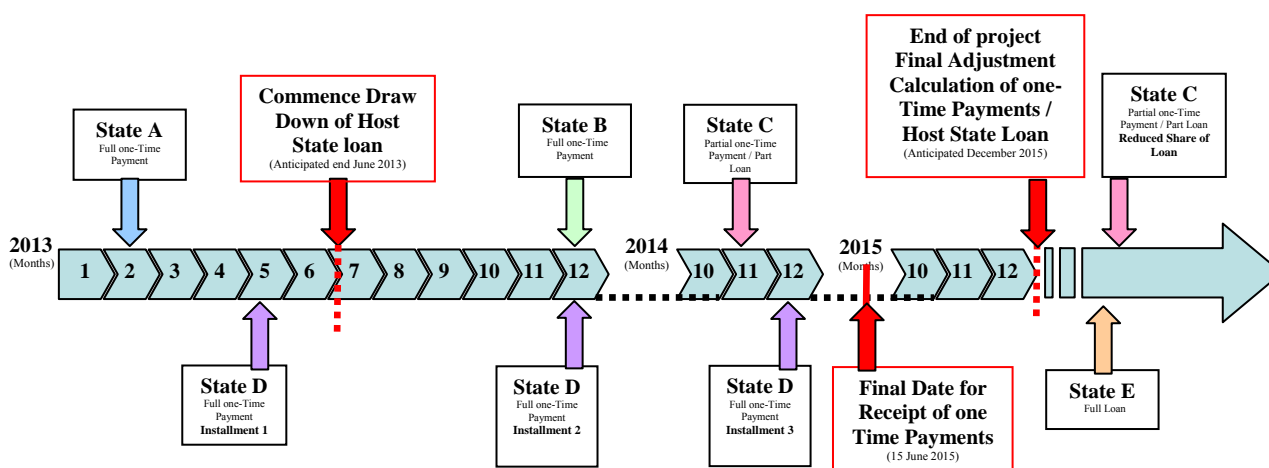 State A
Full one-Time
Payment
Commence Draw
Down of Host
State loan
(Anticipated end June 2013)
State B
Full one-Time
Payment
State C
Partial one-Time
Payment / Part
Loan
End of project
Final Adjustment
Calculation of one-
Time Payments /
Host State Loan
(Anticipated December 2015)
State C
Partial one-Time
Payment / Part Loan
Reduced Share of
Loan
2013
(Months)
1 2 3 4 5 6 7 8 9 10 11 12
2014
(Months)
10 11 12
2015
(Months)
10 11 12
State D
Full one-Time
Payment
Installment 1
State D
Full one-Time
Payment
Installment 2
State D
Full one-Time
Payment
Installment 3
Final Date for
Receipt of one
Time Payments
(15 June 2015)
State E
Full Loan